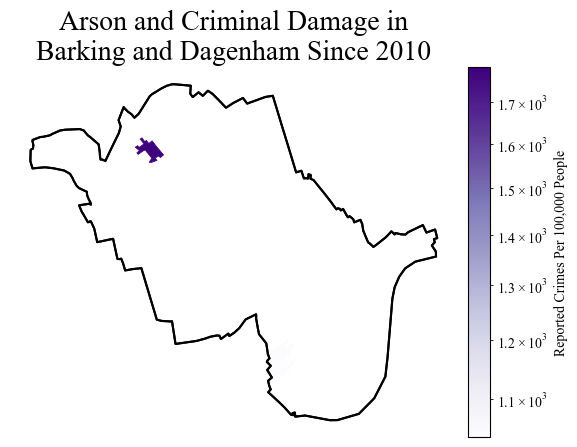 Arson and Criminal Damage in
Barking and Dagenham Since 2010
1.7 × 10³
1.6 × 10³
1.5 × 10³
1.4 × 10³
1.3 × 10³
1.2 × 10³
1.1 × 10³
Reported Crimes Per 100,000 People